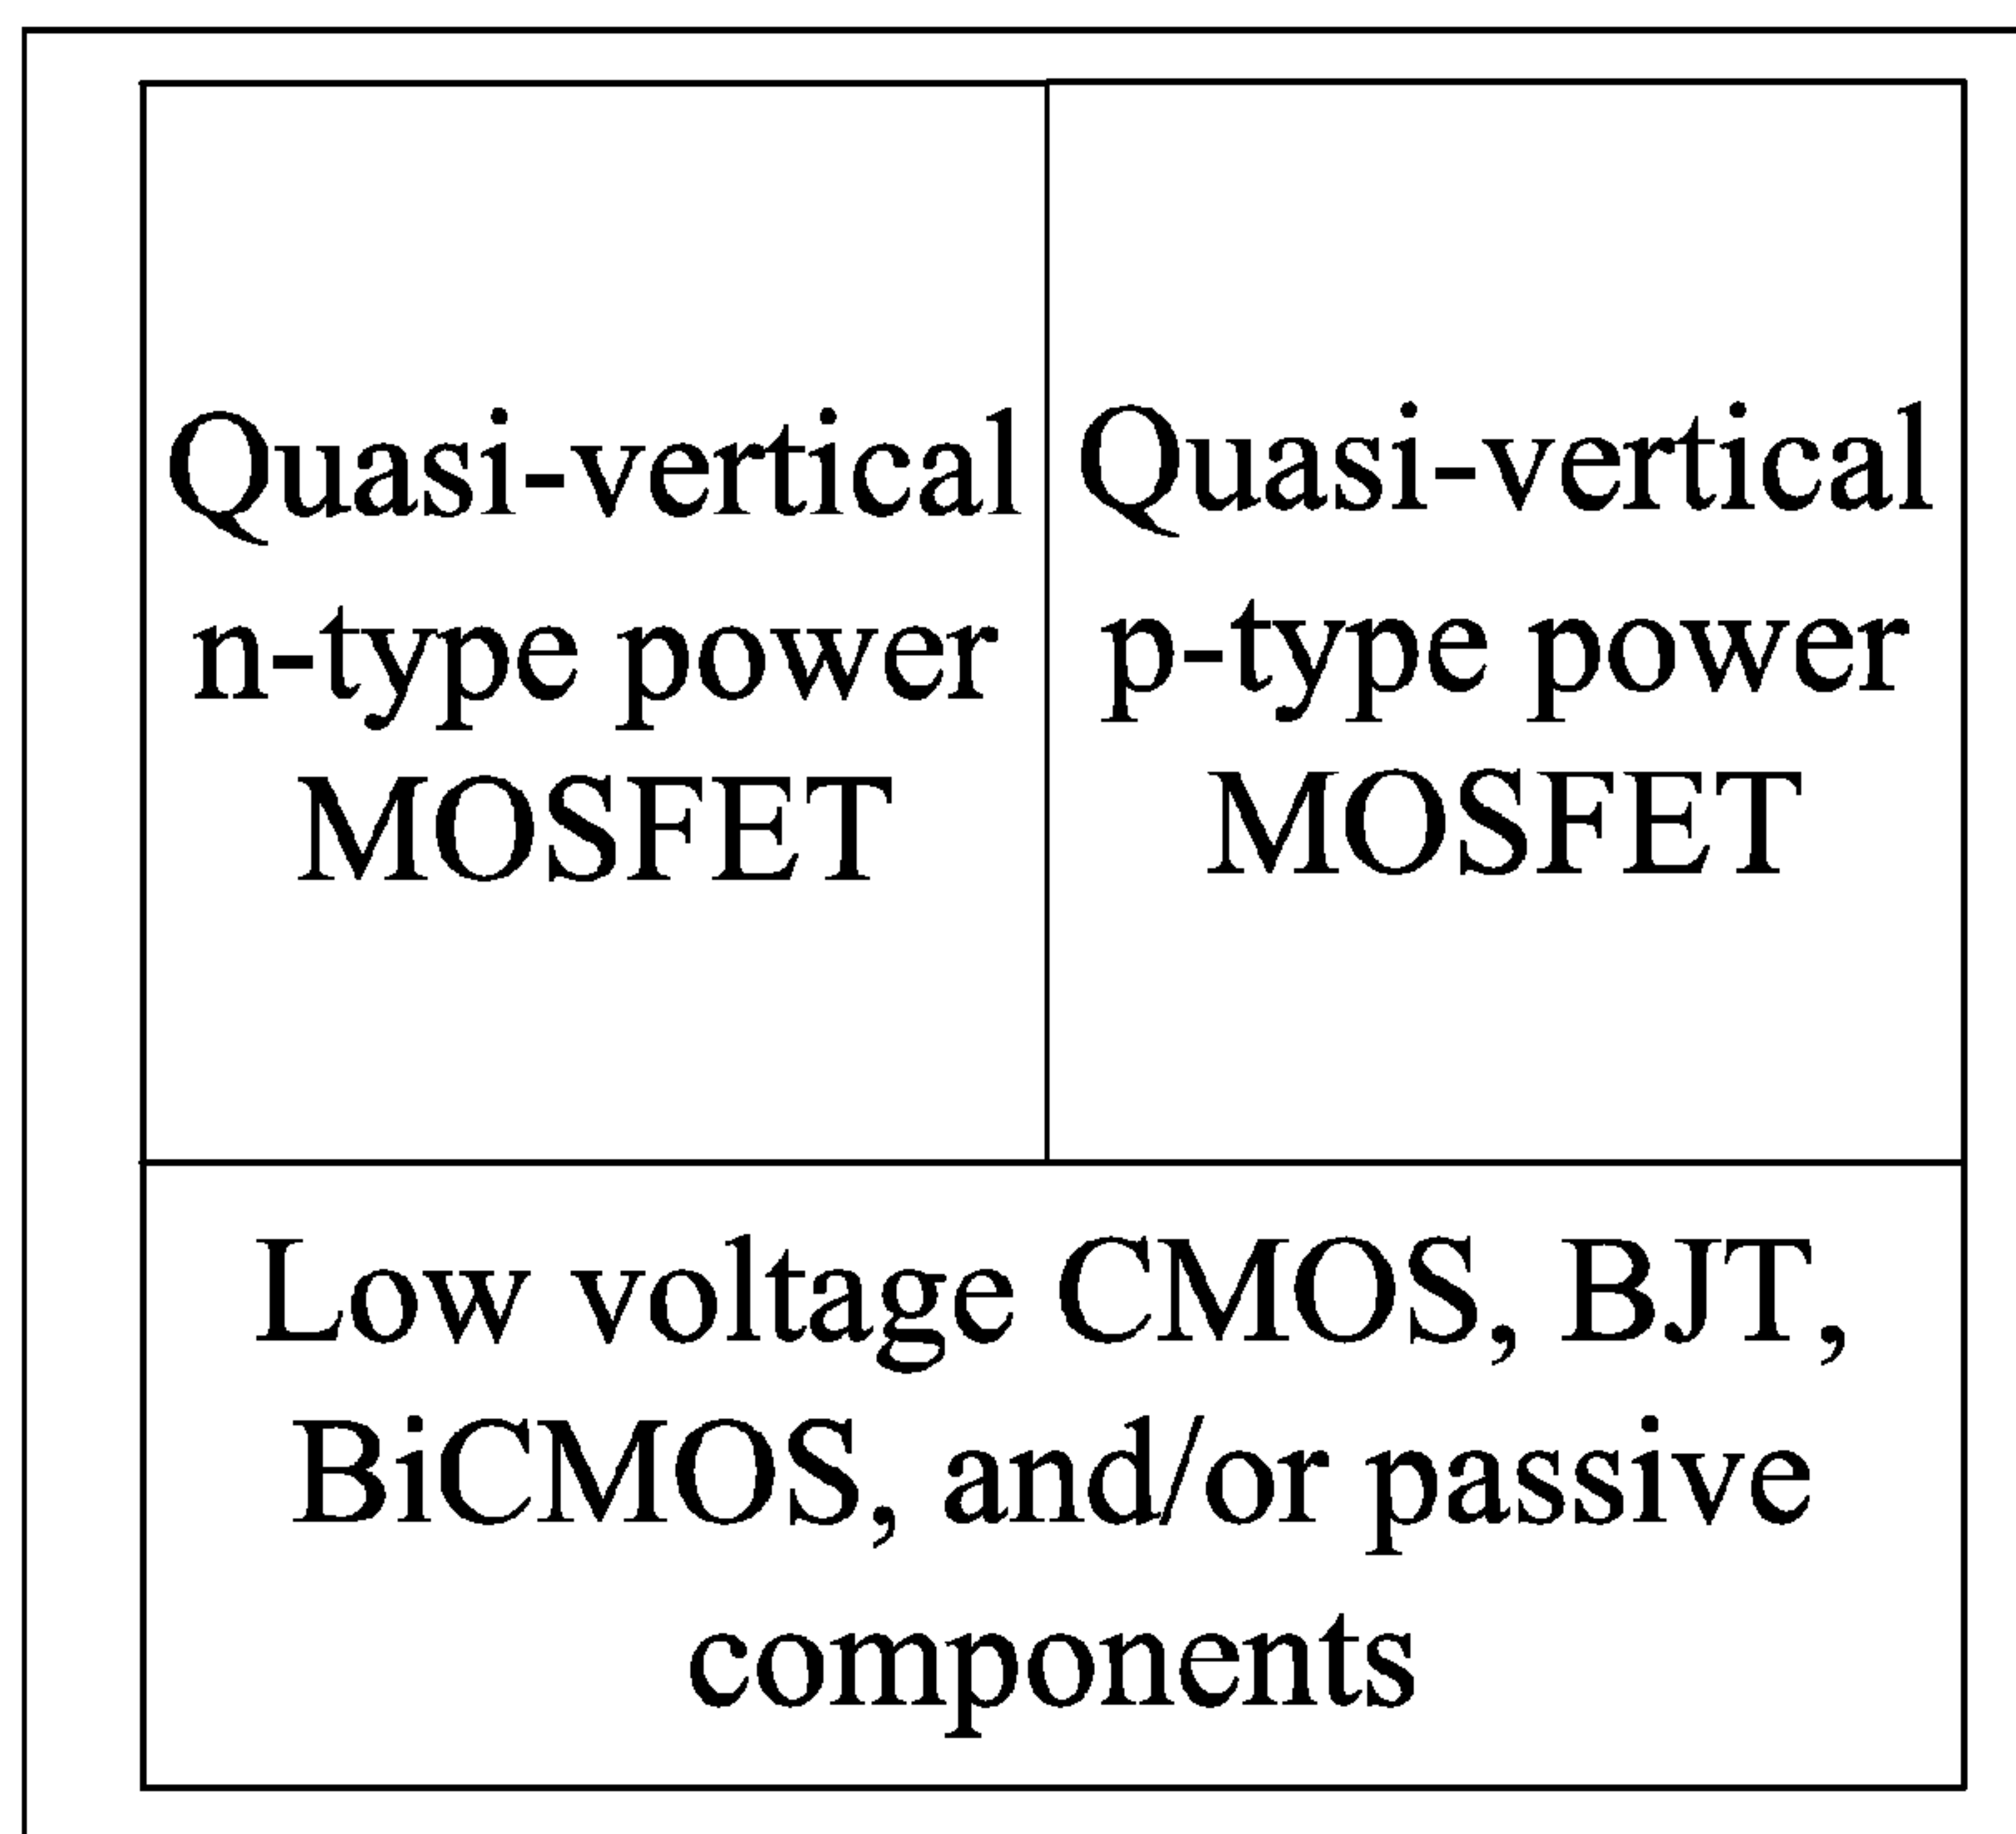 Quasi-vertical
n-type power
MOSFET
Quasi-vertical
p-type power
MOSFET
Low voltage CMOS, BJT,
BiCMOS, and/or passive
components